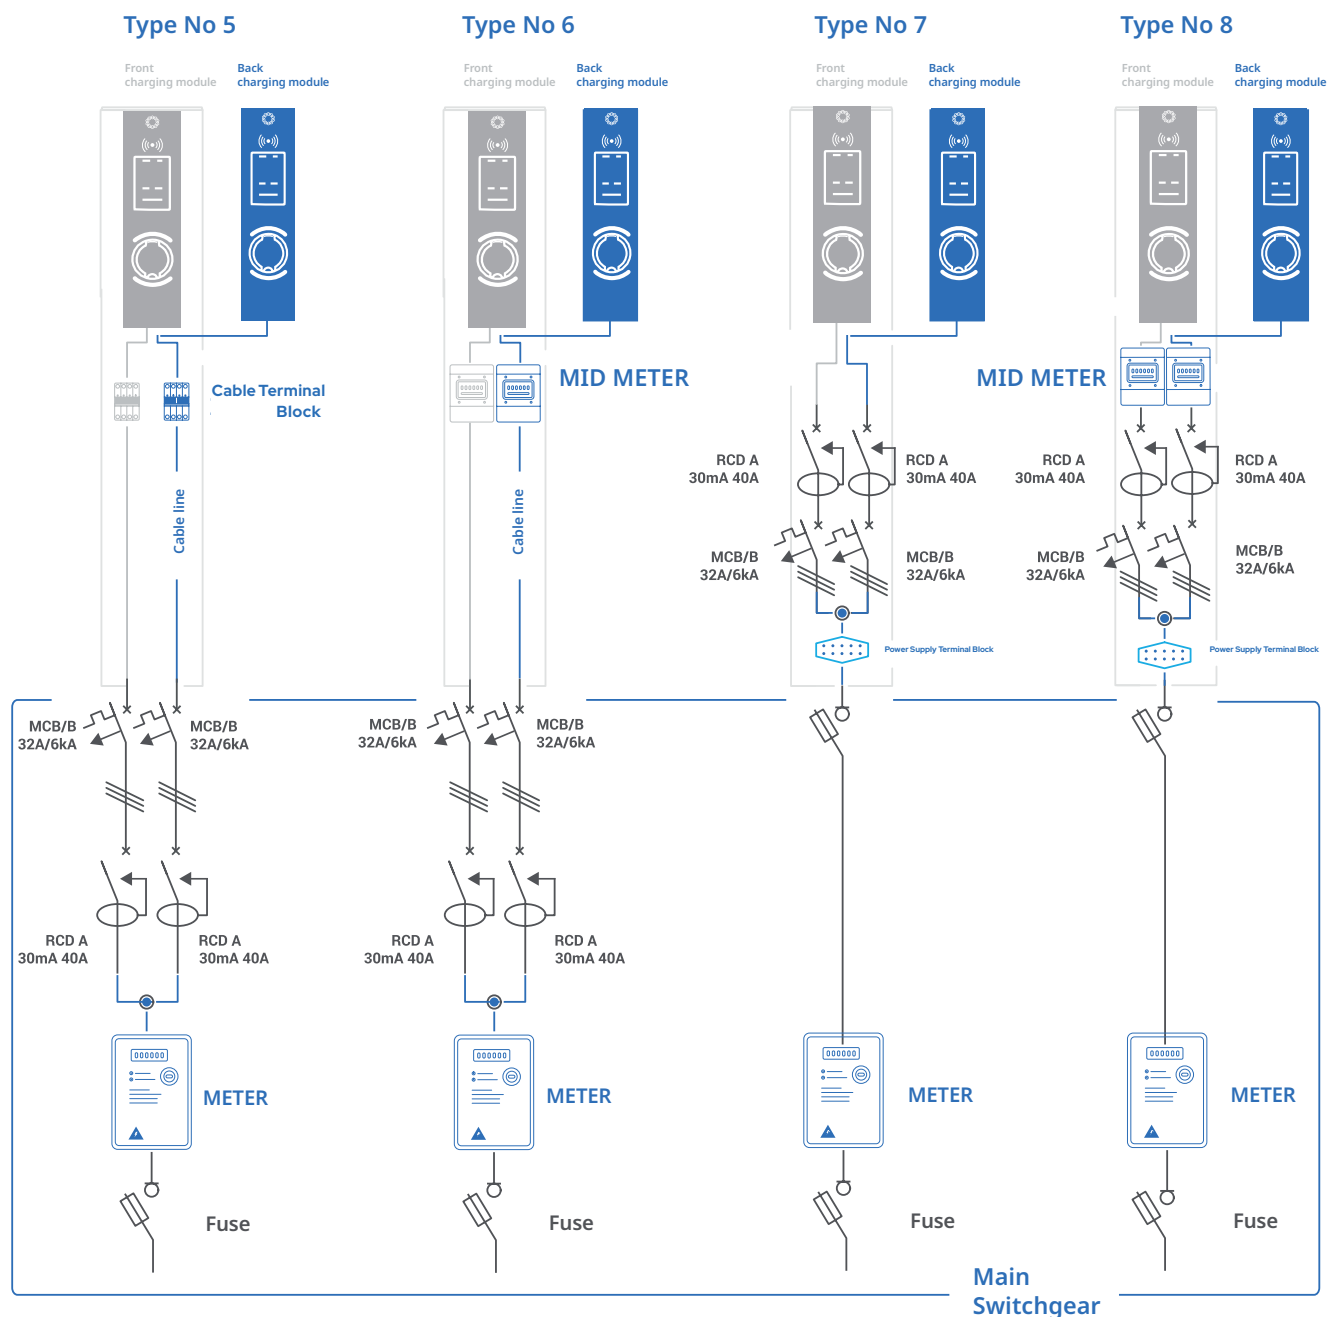 Type No 5
Type No 6
Type No 7
Type No 8
Front
charging module
Back
charging module
Front
charging module
Back
charging module
Front
charging module
Back
charging module
Front
charging module
Back
charging module
Cable Terminal
Block
MID METER
MID METER
Cable line
Cable line
RCD A
30mA 40A
RCD A
30mA 40A
RCD A
30mA 40A
RCD A
30mA 40A
MCB/B
32A/6kA
MCB/B
32A/6kA
MCB/B
32A/6kA
MCB/B
32A/6kA
Power Supply Terminal Block
Power Supply Terminal Block
MCB/B
32A/6kA
MCB/B
32A/6kA
MCB/B
32A/6kA
MCB/B
32A/6kA
RCD A
30mA 40A
RCD A
30mA 40A
RCD A
30mA 40A
RCD A
30mA 40A
METER
METER
METER
METER
Fuse
Fuse
Fuse
Fuse
Main
Switchgear